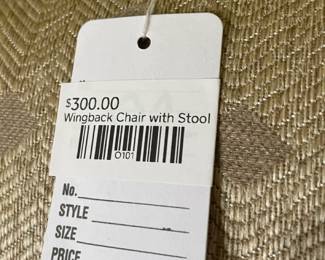 $300.00
Wingback Chair with Stool
O101
No.
STYLE
SIZE
PRICE